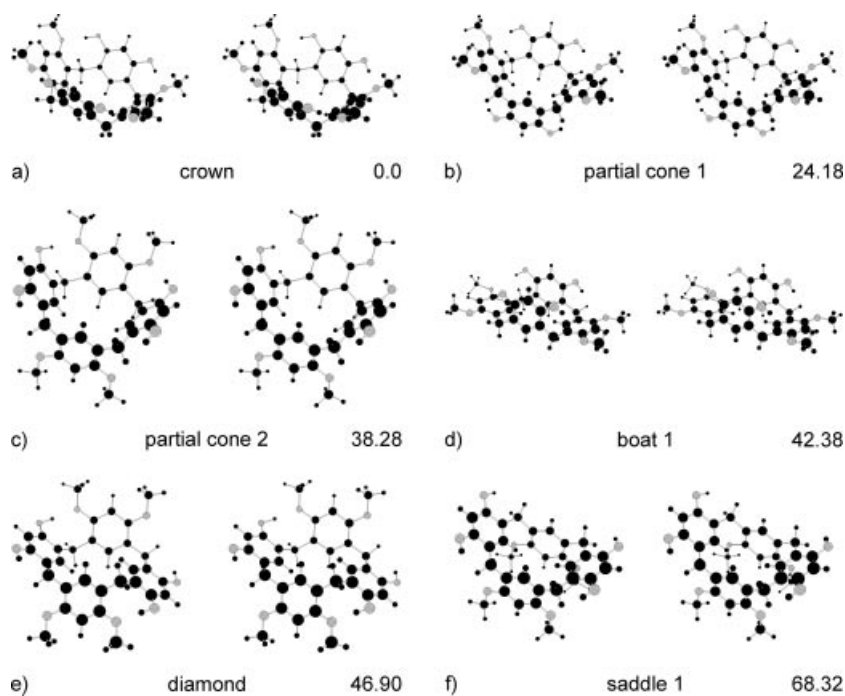 a) crown 0.0
b) partial cone 1 24.18
c) partial cone 2 38.28
d) boat 1 42.38
e) diamond 46.90
f) saddle 1 68.32